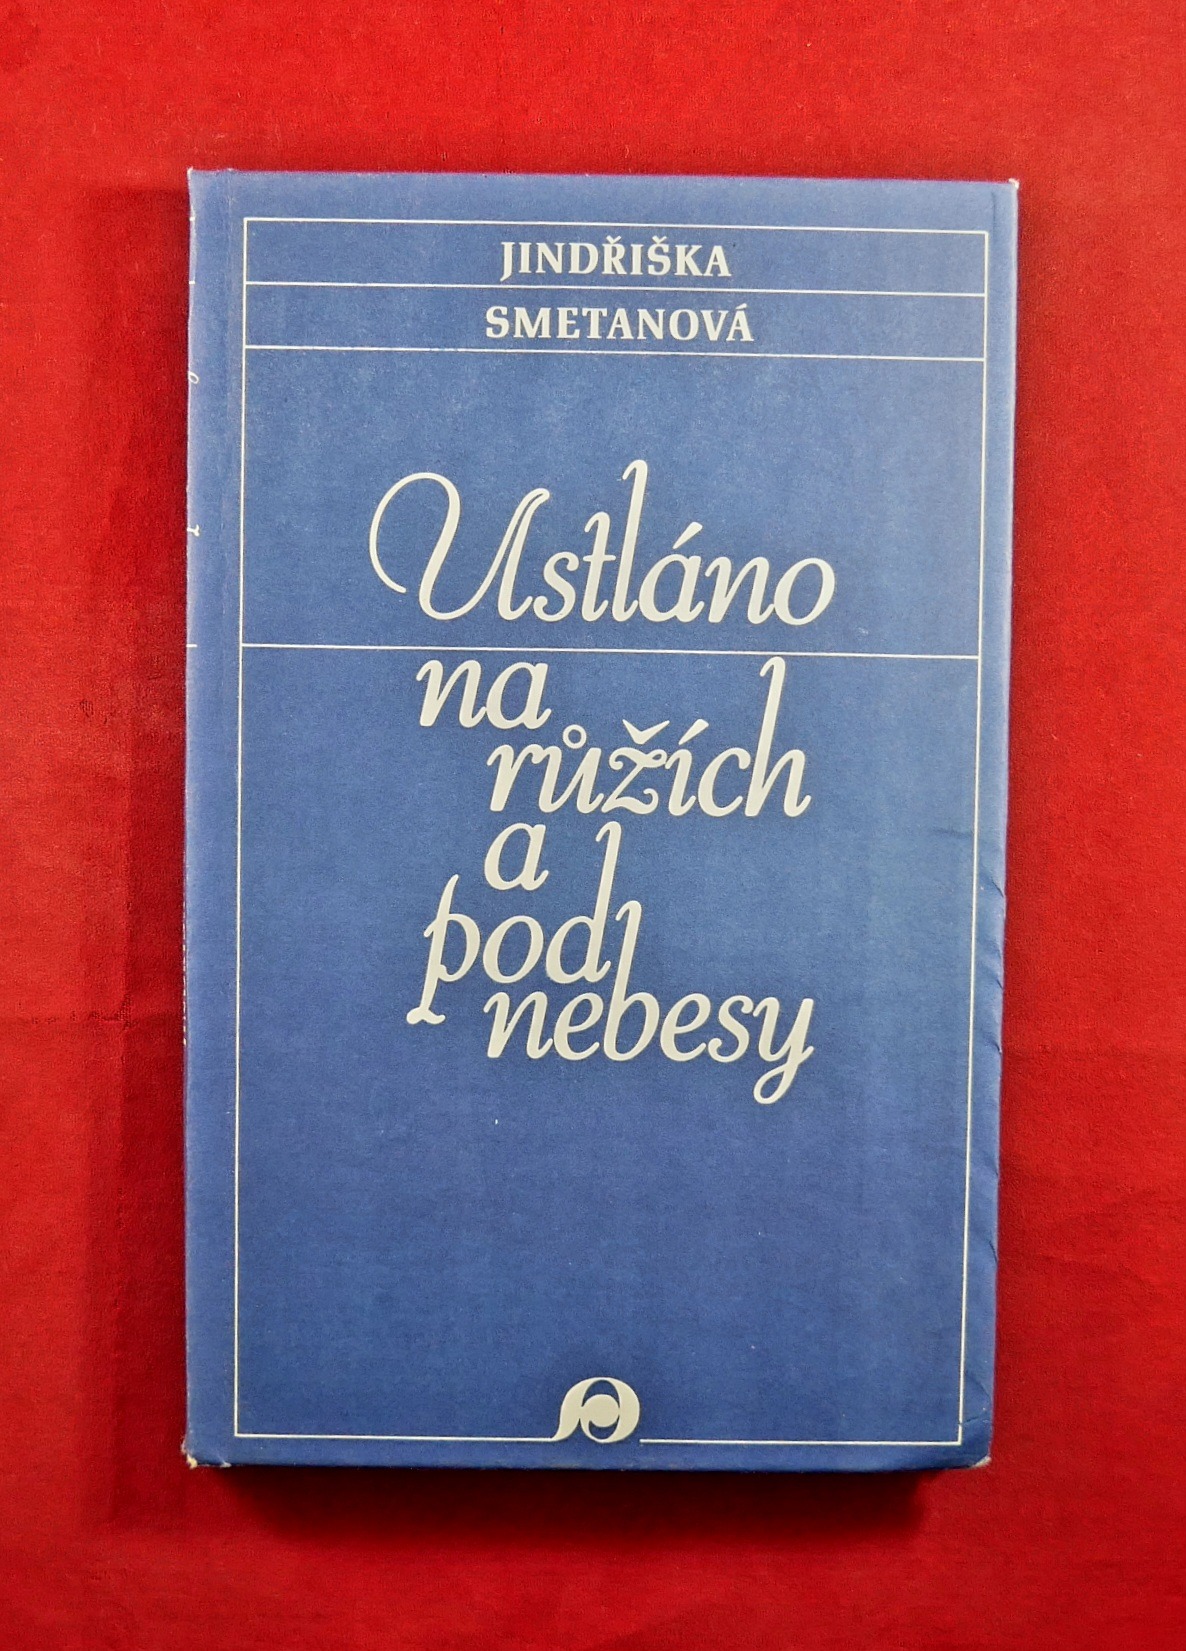 JINDŘIŠKA
SMETANOVÁ
Ustláno
na
růžích
a
pod
nebesy